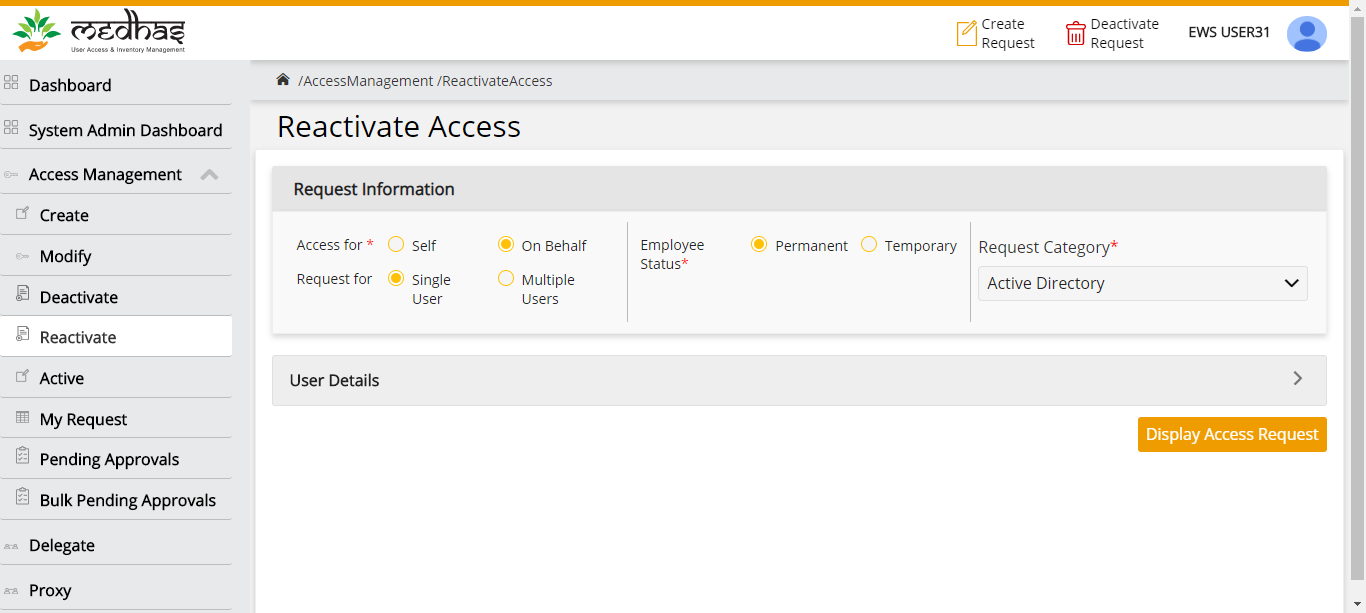 medhas
User Access & Inventory Management
Create
Request
Deactivate
Request
EWS USER31
Dashboard
System Admin Dashboard
Access Management
Create
Modify
Deactivate
Reactivate
Active
My Request
Pending Approvals
Bulk Pending Approvals
Delegate
Proxy
/AccessManagement /ReactivateAccess
Reactivate Access
Request Information
Access for * Self On Behalf
Request for Single User Multiple Users
Employee Status* Permanent Temporary
Request Category*
Active Directory
User Details
Display Access Request